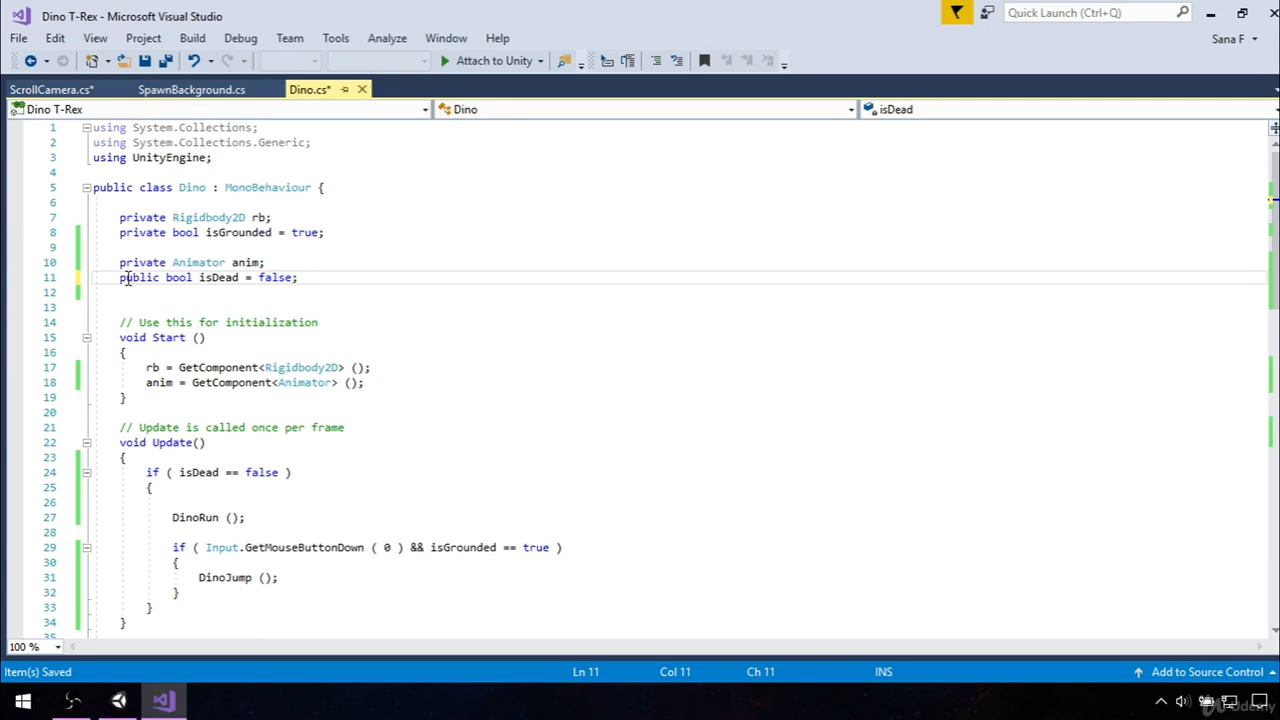 Dino T-Rex - Microsoft Visual Studio
Quick Launch (Ctrl+Q)
File Edit View Project Build Debug Team Tools Analyze Window Help
Sana F
Attach to Unity
ScrollCamera.cs* SpawnBackground.cs Dino.cs*
Dino T-Rex Dino isDead
1 using System.Collections;
2 using System.Collections.Generic;
3 using UnityEngine;
4
5 public class Dino : MonoBehaviour {
6
7 private Rigidbody2D rb;
8 private bool isGrounded = true;
9
10 private Animator anim;
11 public bool isDead = false;
12
13
14 // Use this for initialization
15 void Start ()
16 {
17 rb = GetComponent<Rigidbody2D> ();
18 anim = GetComponent<Animator> ();
19 }
20
21 // Update is called once per frame
22 void Update()
23 {
24 if ( isDead == false )
25 {
26
27 DinoRun ();
28
29 if ( Input.GetMouseButtonDown ( 0 ) && isGrounded == true )
30 {
31 DinoJump ();
32 }
33 }
34 }
35
100 %
Item(s) Saved Ln 11 Col 11 Ch 11 INS Add to Source Control
Udemy